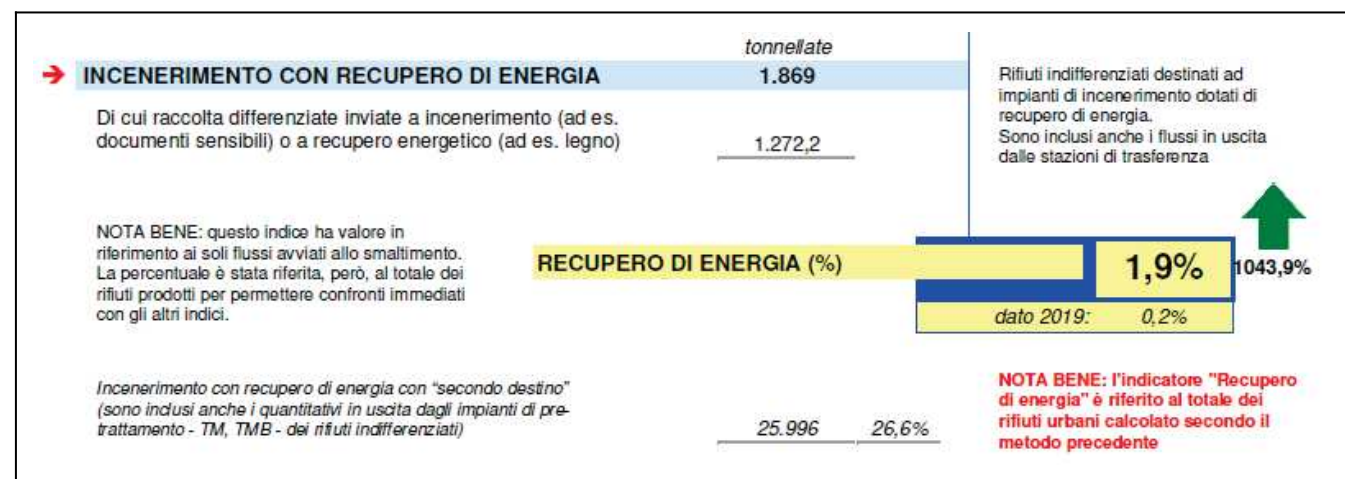 tonnellate
➔ INCENERIMENTO CON RECUPERO DI ENERGIA 1.869
Di cui raccolta differenziate inviate a incenerimento (ad es.
documenti sensibili) o a recupero energetico (ad es. legno) 1.272,2
Rifiuti indifferenziati destinati ad
impianti di incenerimento dotati di
recupero di energia.
Sono inclusi anche i flussi in uscita
dalle stazioni di trasferenza
NOTA BENE: questo indice ha valore in
riferimento ai soli flussi avviati allo smaltimento.
La percentuale è stata riferita, però, al totale dei
rifiuti prodotti per permettere confronti immediati
con gli altri indici.
RECUPERO DI ENERGIA (%) 1,9% 1043,9%
dato 2019: 0,2%
Incenerimento con recupero di energia con "secondo destino"
(sono inclusi anche i quantitativi in uscita dagli impianti di pre-
trattamento - TM, TMB - dei rifiuti indifferenziati) 25.996 26,6%
NOTA BENE: l'indicatore "Recupero
di energia" è riferito al totale dei
rifiuti urbani calcolato secondo il
metodo precedente